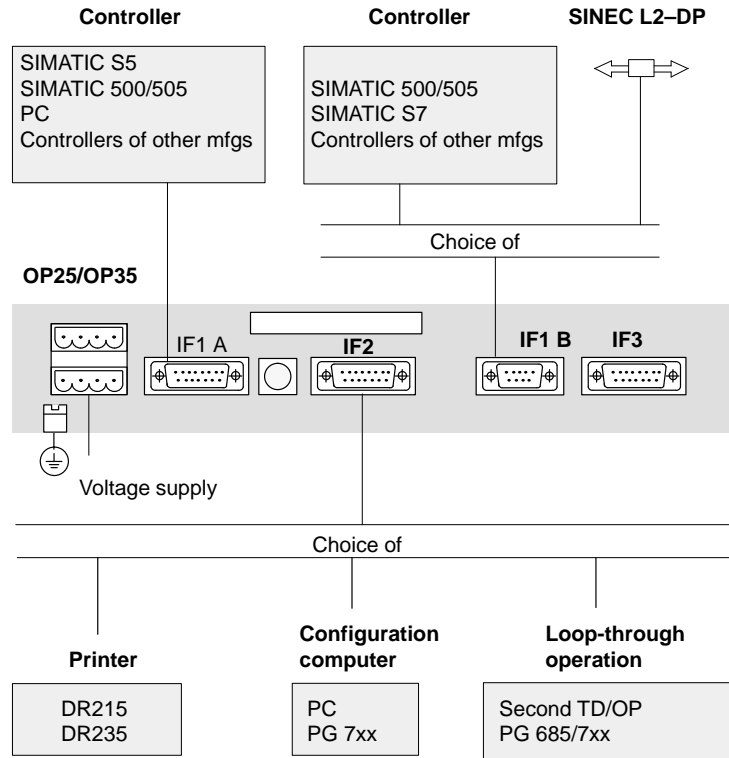 Controller
Controller
SINEC L2–DP
SIMATIC S5
SIMATIC 500/505
PC
Controllers of other mfgs
SIMATIC 500/505
SIMATIC S7
Controllers of other mfgs
Choice of
OP25/OP35
IF1 A
IF2
IF1 B
IF3
Voltage supply
Choice of
Printer
Configuration
computer
Loop-through
operation
DR215
DR235
PC
PG 7xx
Second TD/OP
PG 685/7xx